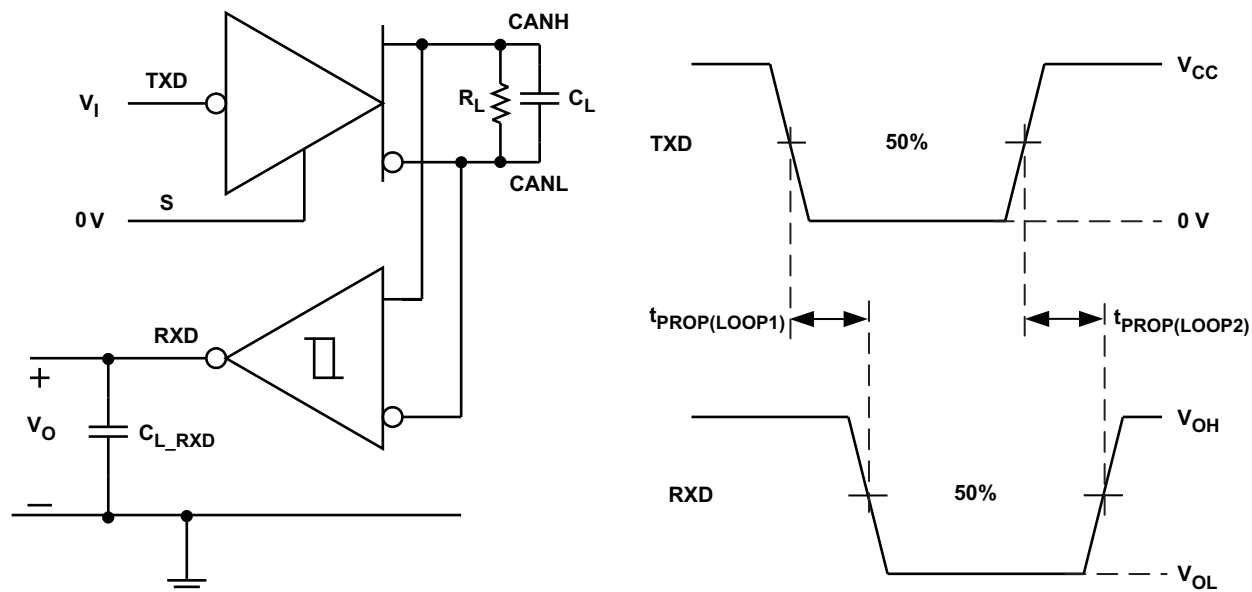 CANH
TXD
V_I
R_L
C_L
CANL
S
0 V
RXD
+
V_O
C_L_RXD
–
V_CC
TXD
50%
0 V
t_PROP(LOOP1)
t_PROP(LOOP2)
V_OH
RXD
50%
V_OL